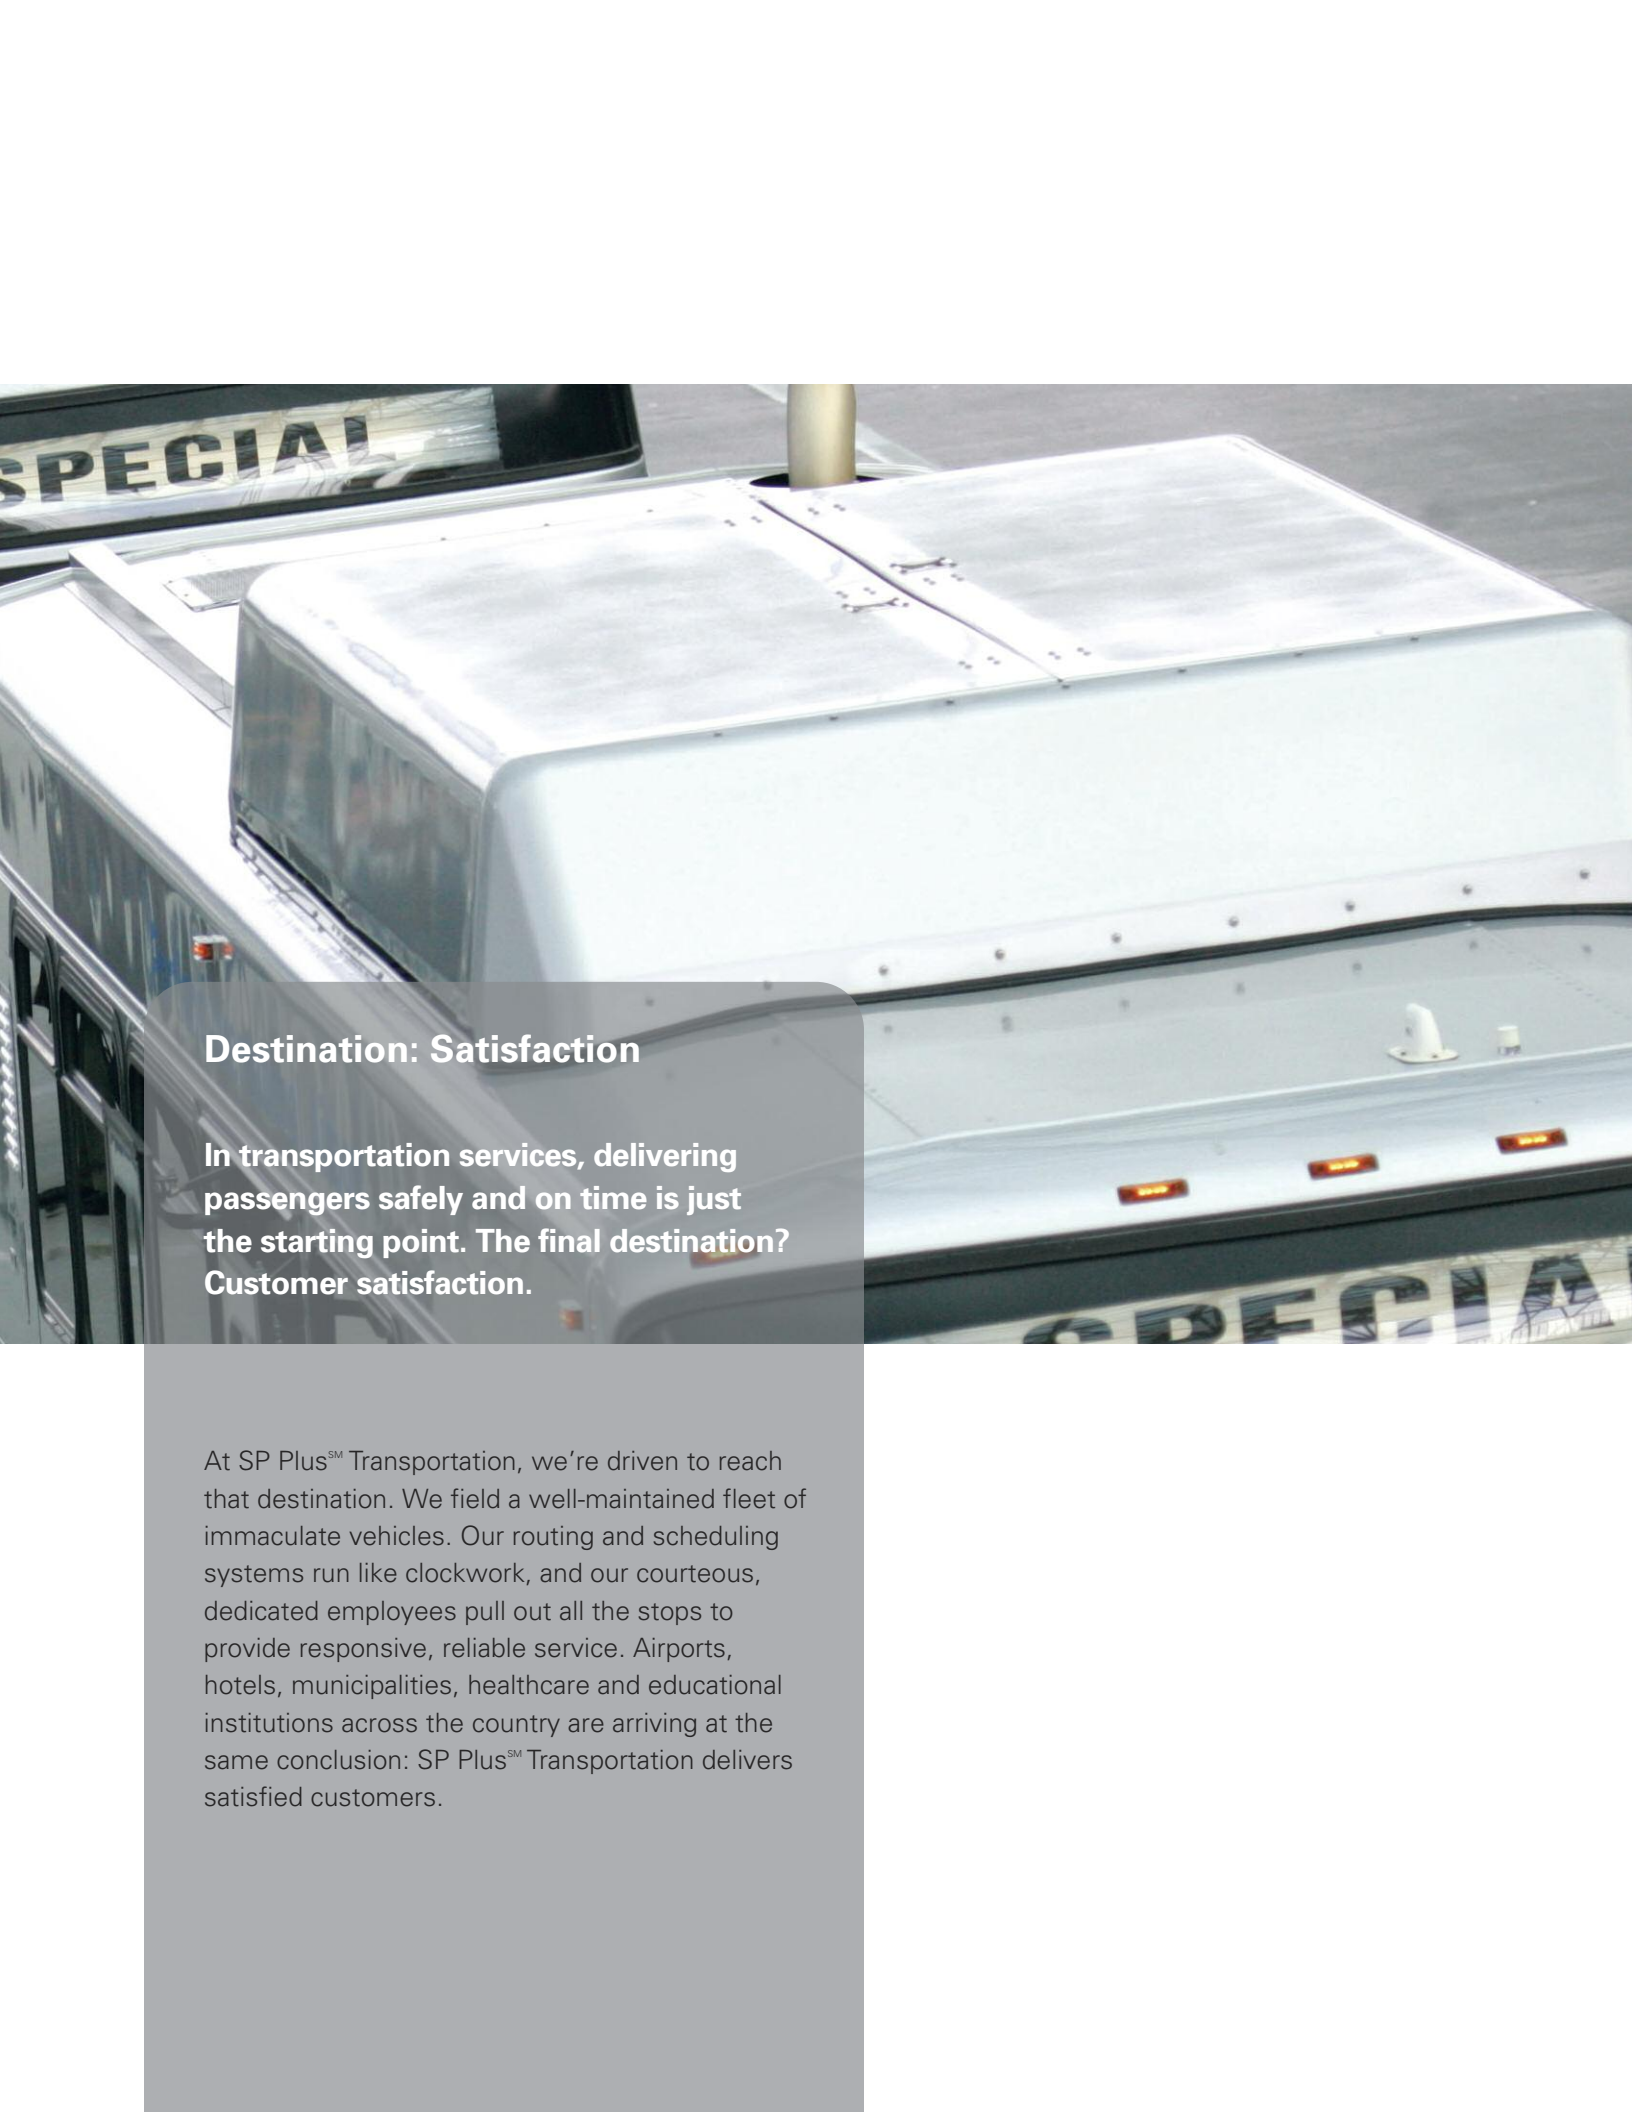 SPECIAL
SPECIA
Destination: Satisfaction
In transportation services, delivering
passengers safely and on time is just
the starting point. The final destination?
Customer satisfaction.
At SP Plus℠ Transportation, we’re driven to reach
that destination. We field a well-maintained fleet of
immaculate vehicles. Our routing and scheduling
systems run like clockwork, and our courteous,
dedicated employees pull out all the stops to
provide responsive, reliable service. Airports,
hotels, municipalities, healthcare and educational
institutions across the country are arriving at the
same conclusion: SP Plus℠ Transportation delivers
satisfied customers.